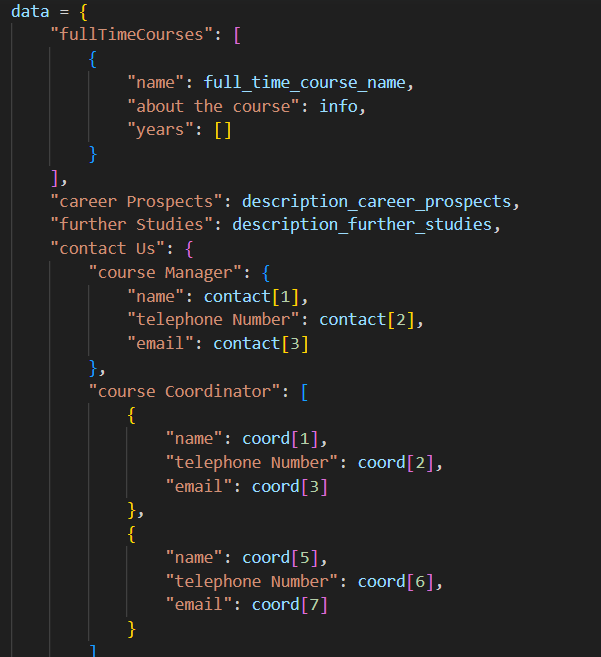 data = {
    "fullTimeCourses": [
        {
            "name": full_time_course_name,
            "about the course": info,
            "years": []
        }
    ],
    "career Prospects": description_career_prospects,
    "further Studies": description_further_studies,
    "contact Us": {
        "course Manager": {
            "name": contact[1],
            "telephone Number": contact[2],
            "email": contact[3]
        },
        "course Coordinator": [
            {
                "name": coord[1],
                "telephone Number": coord[2],
                "email": coord[3]
            },
            {
                "name": coord[5],
                "telephone Number": coord[6],
                "email": coord[7]
            }
        ]